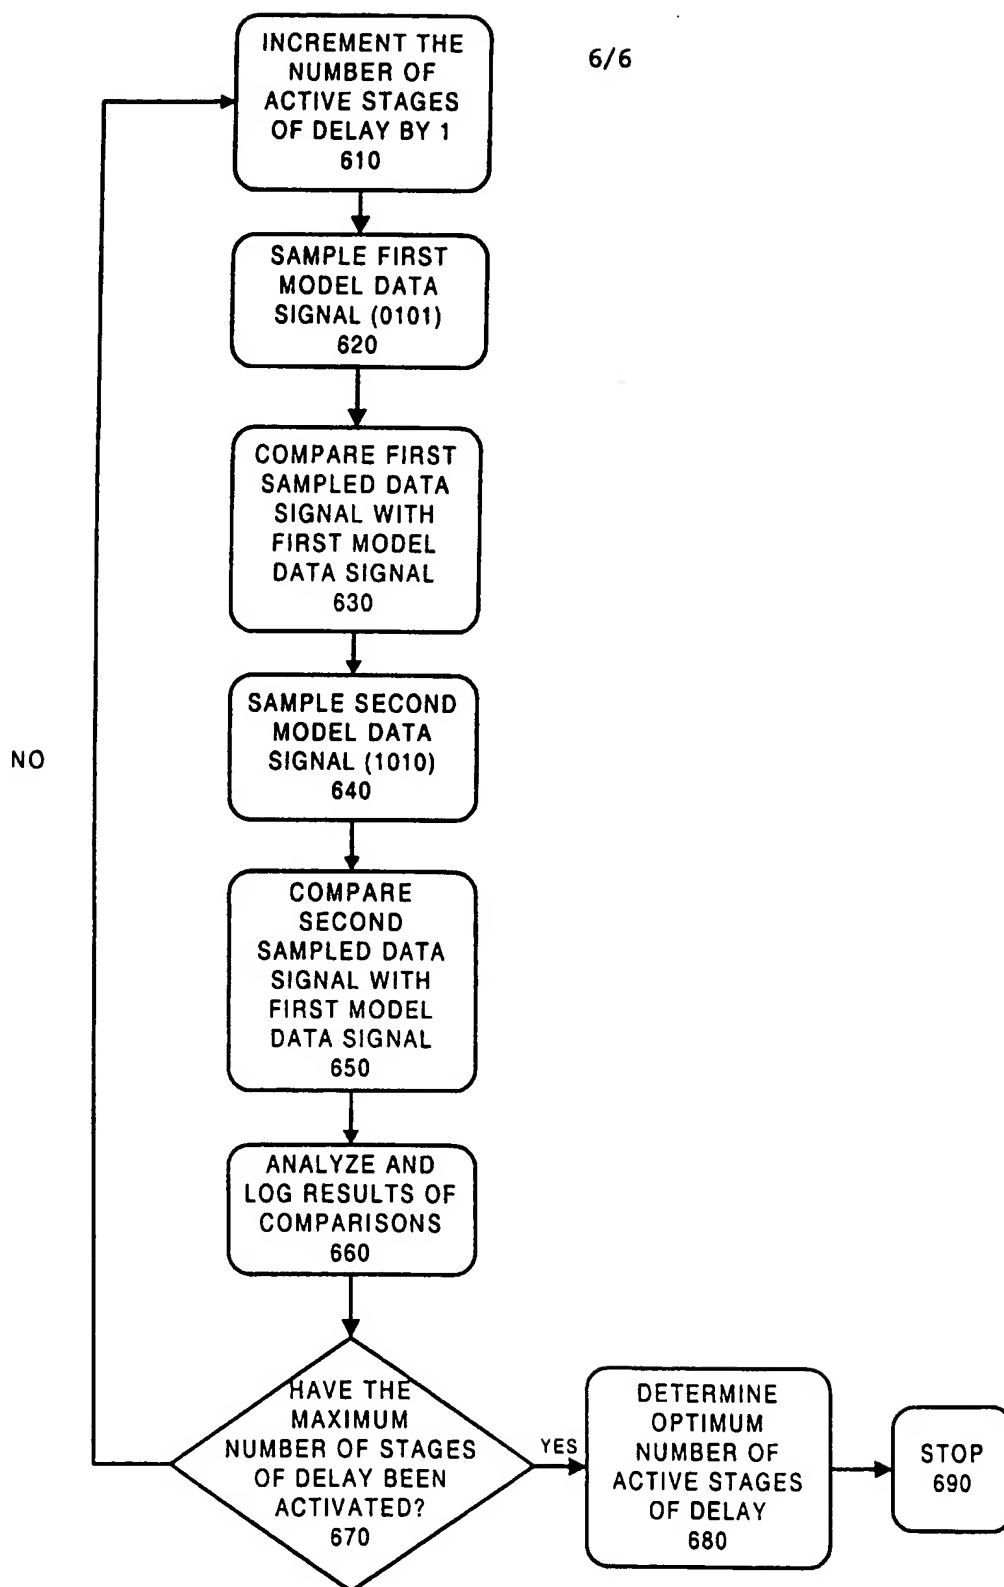 6/6
INCREMENT THE
NUMBER OF
ACTIVE STAGES
OF DELAY BY 1
610
SAMPLE FIRST
MODEL DATA
SIGNAL (0101)
620
COMPARE FIRST
SAMPLED DATA
SIGNAL WITH
FIRST MODEL
DATA SIGNAL
630
SAMPLE SECOND
MODEL DATA
SIGNAL (1010)
640
NO
COMPARE
SECOND
SAMPLED DATA
SIGNAL WITH
FIRST MODEL
DATA SIGNAL
650
ANALYZE AND
LOG RESULTS OF
COMPARISONS
660
HAVE THE
MAXIMUM
NUMBER OF STAGES
OF DELAY BEEN
ACTIVATED?
670
YES
DETERMINE
OPTIMUM
NUMBER OF
ACTIVE STAGES
OF DELAY
680
STOP
690